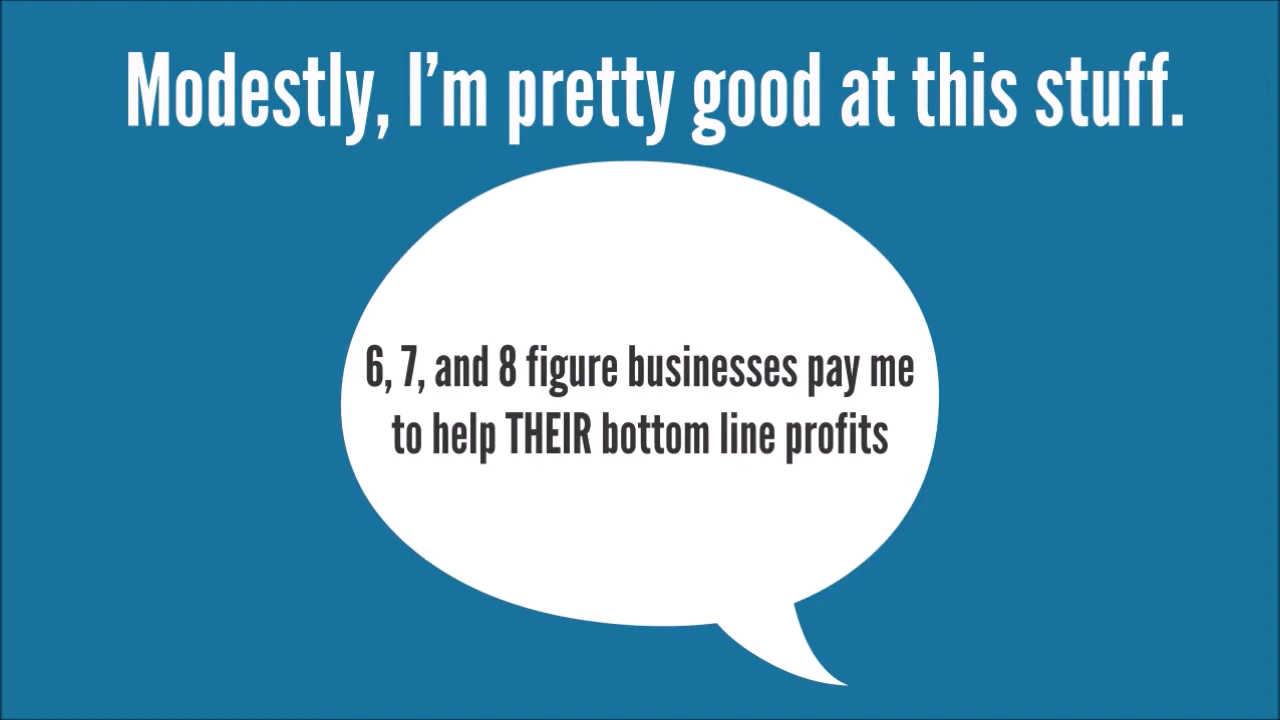 Modestly, I’m pretty good at this stuff.
6, 7, and 8 figure businesses pay me
to help THEIR bottom line profits